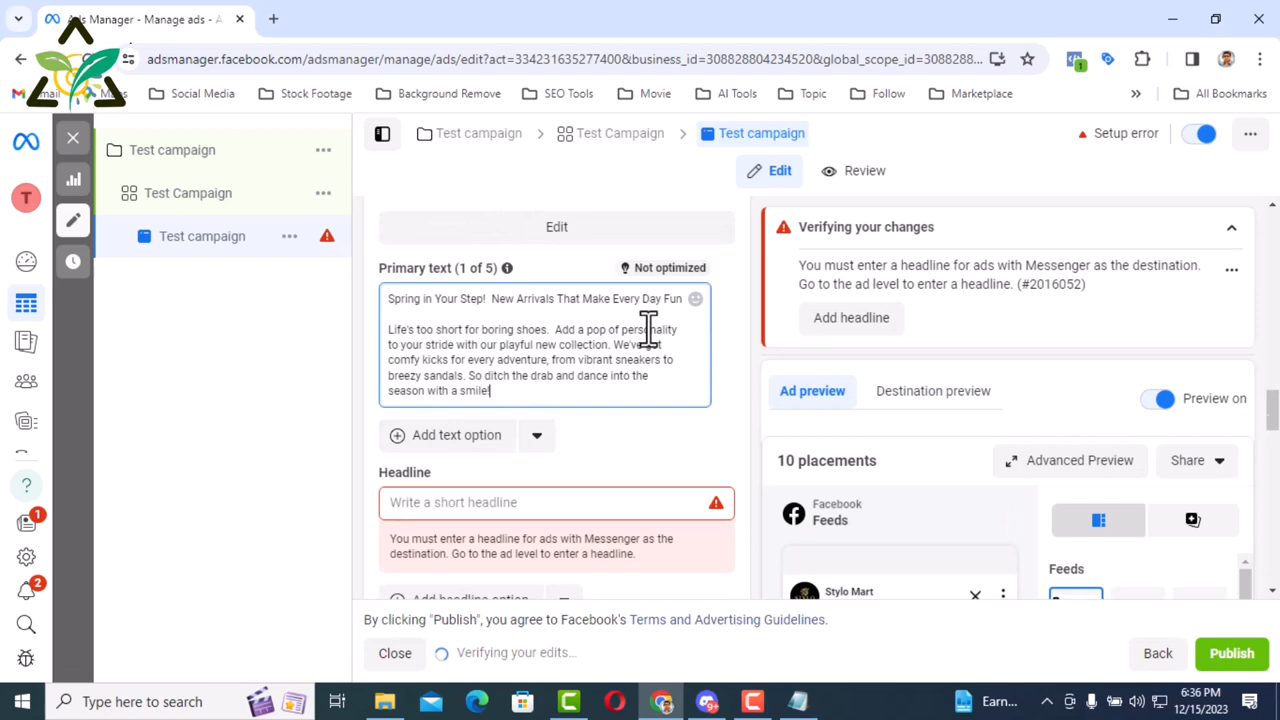 Ads Manager - Manage ads - A
adsmanager.facebook.com/adsmanager/manage/ads/edit?act=334231635277400&business_id=308828804234520&global_scope_id=3088288...
Maps
Social Media
Stock Footage
Background Remove
SEO Tools
Movie
AI Tools
Topic
Follow
Marketplace
»
All Bookmarks
1
Test campaign
Test Campaign
Test campaign
Setup error
Edit
Review
T
Test campaign
Test Campaign
Test campaign
Edit
Primary text (1 of 5)
Not optimized
Spring in Your Step! New Arrivals That Make Every Day Fun
Life's too short for boring shoes. Add a pop of personality
to your stride with our playful new collection. We've got
comfy kicks for every adventure, from vibrant sneakers to
breezy sandals. So ditch the drab and dance into the
season with a smile!
Add text option
Headline
Write a short headline
You must enter a headline for ads with Messenger as the
destination. Go to the ad level to enter a headline.
Add headline option
Verifying your changes
You must enter a headline for ads with Messenger as the destination.
Go to the ad level to enter a headline. (#2016052)
Add headline
Ad preview
Destination preview
Preview on
10 placements
Advanced Preview
Share
Facebook
Feeds
Feeds
Stylo Mart
1
2
By clicking "Publish", you agree to Facebook's Terms and Advertising Guidelines.
Close
Verifying your edits...
Back
Publish
Type here to search
Earn...
6:36 PM
12/15/2023